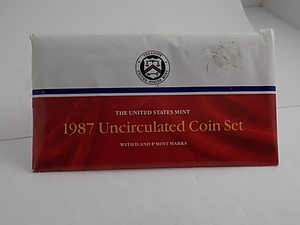 THE UNITED STATES MINT
1987 Uncirculated Coin Set
WITH D AND P MINT MARKS